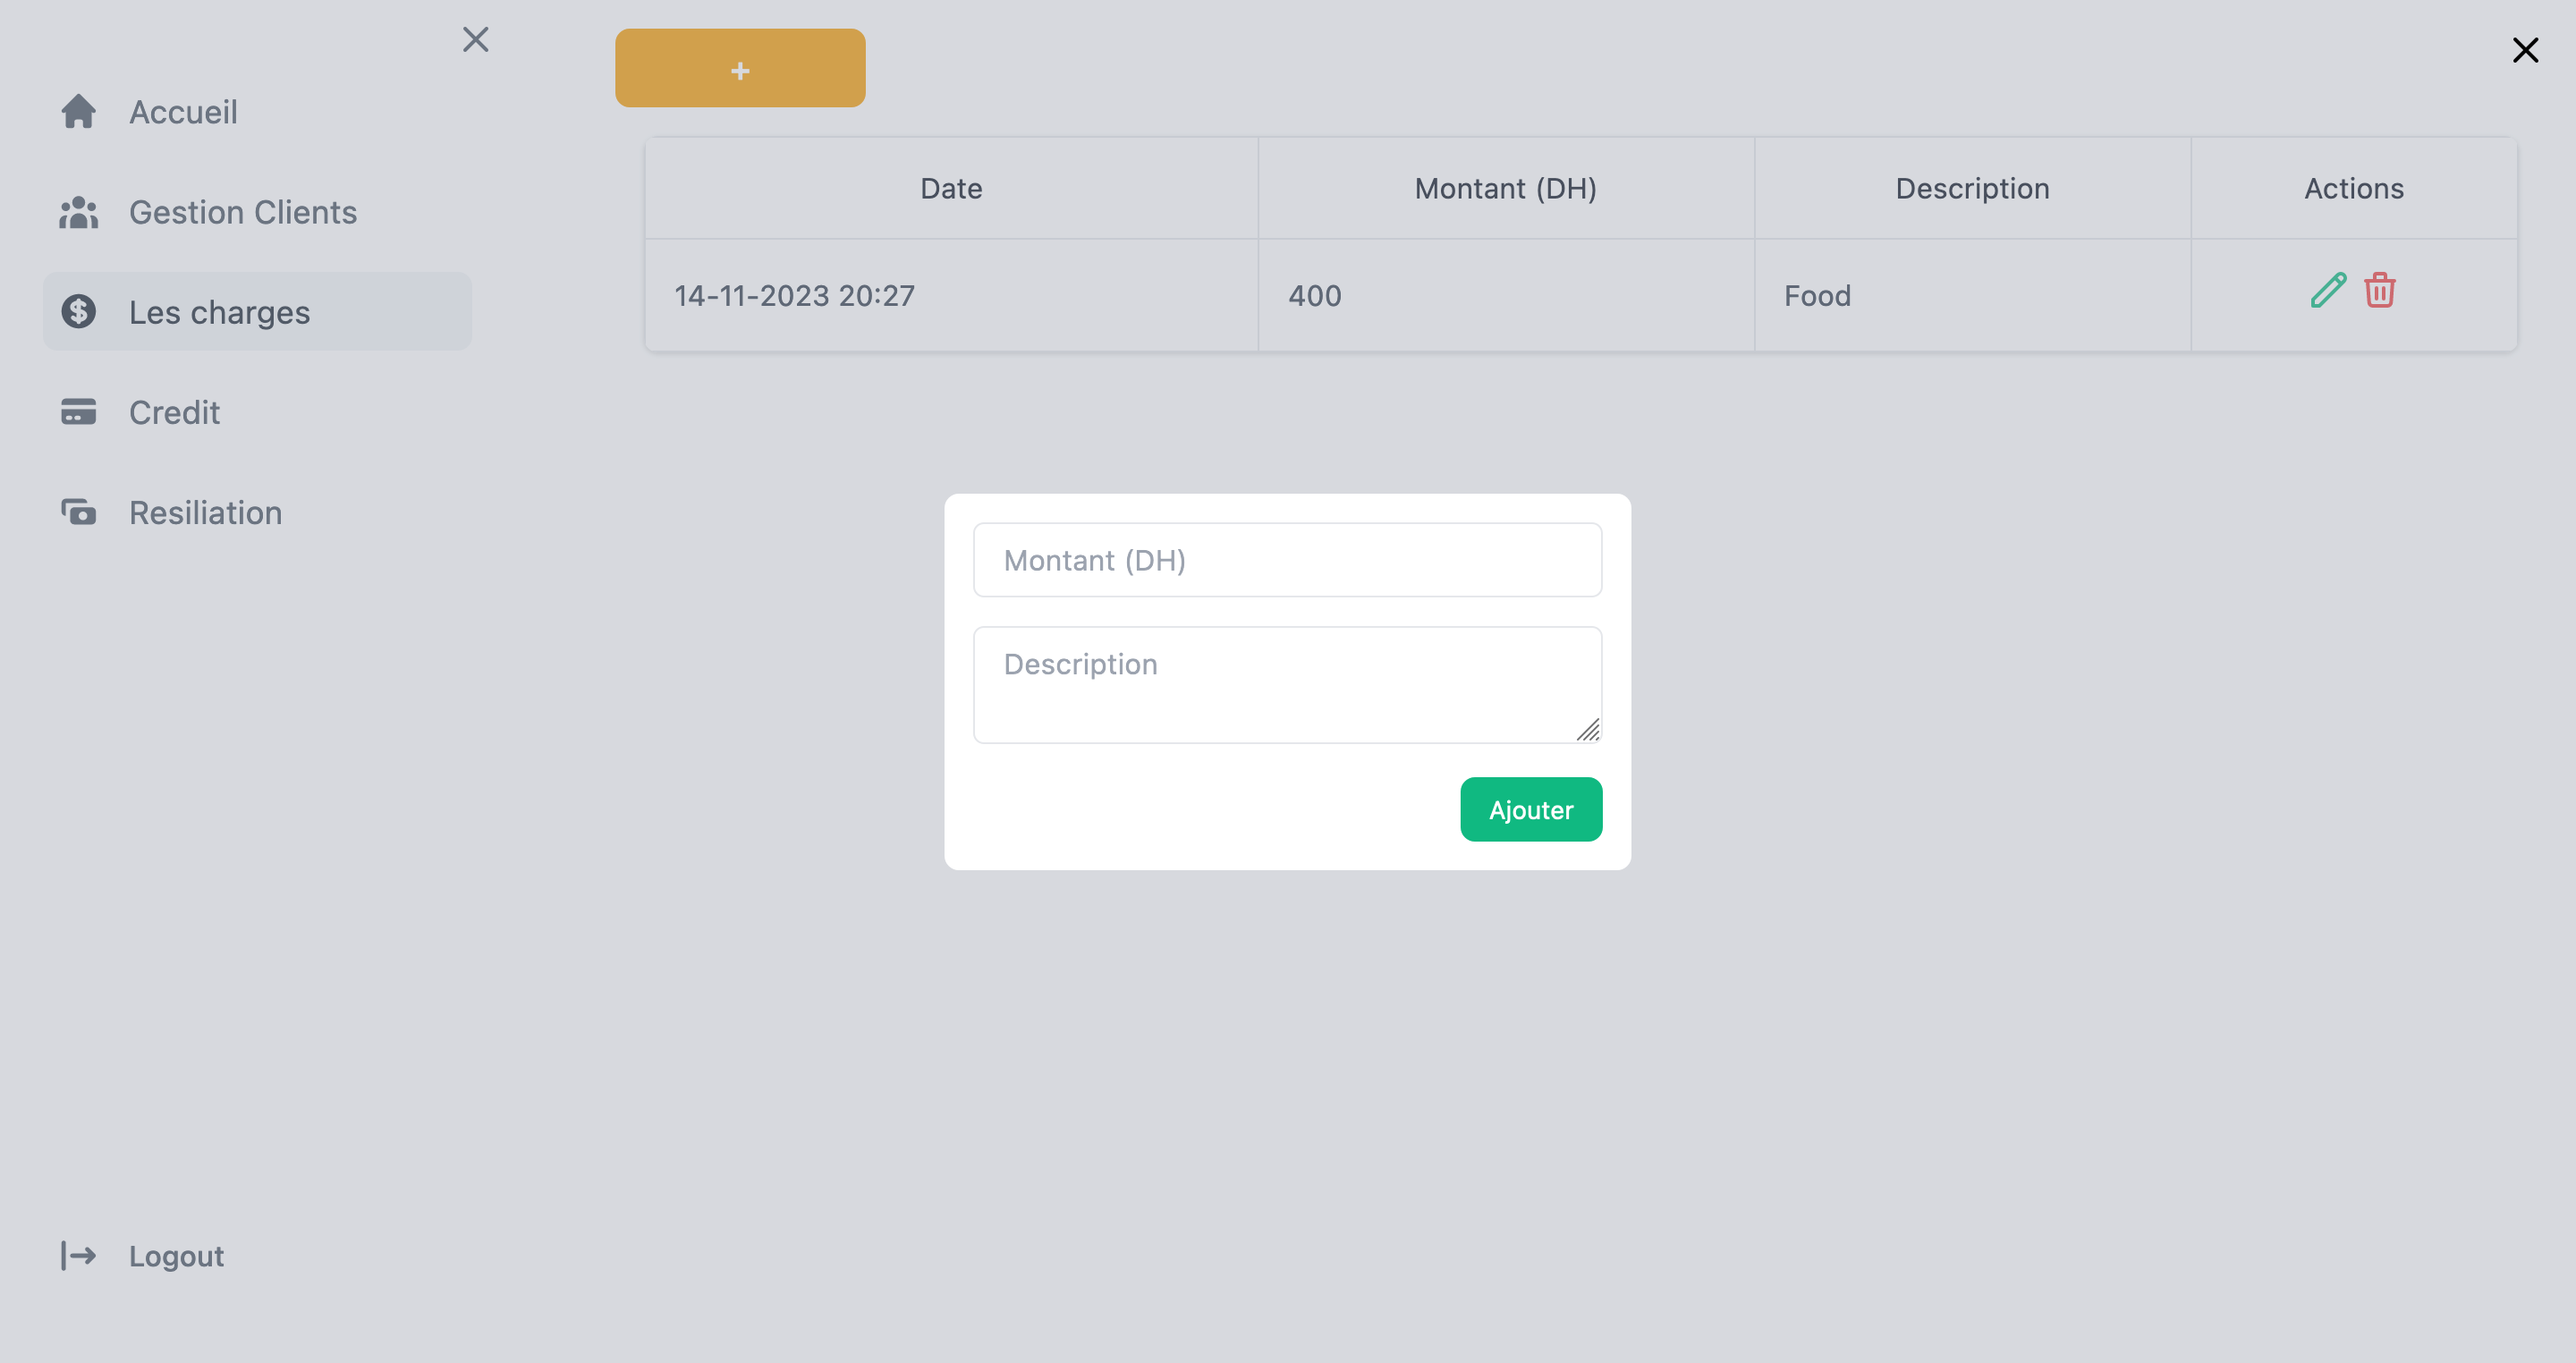 Accueil
Gestion Clients
Les charges
Credit
Resiliation
Logout
+
Date Montant (DH) Description Actions
14-11-2023 20:27 400 Food
Montant (DH)
Description
Ajouter